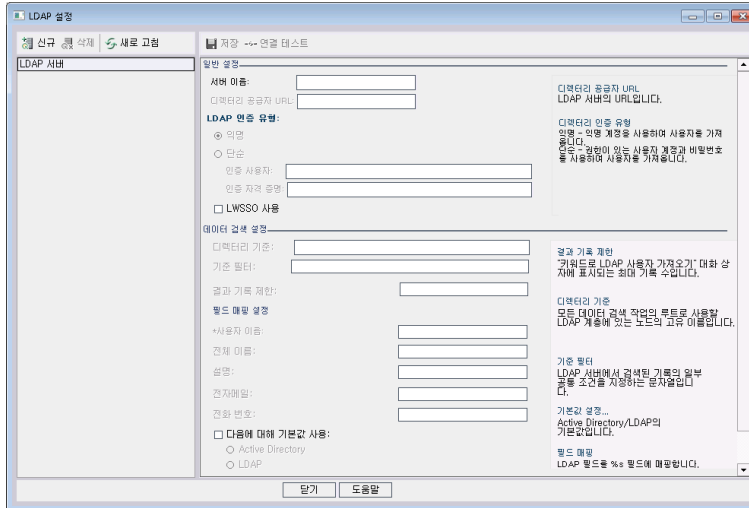 LDAP 설정
신규 삭제 새로 고침
저장 연결 테스트
LDAP 서버
일반 설정
서버 이름:
디렉터리 공급자 URL:
LDAP 인증 유형:
익명
단순
인증 사용자:
인증 자격 증명:
LWSSO 사용
디렉터리 공급자 URL
LDAP 서버의 URL입니다.
디렉터리 인증 유형
익명 - 익명 계정을 사용하여 사용자를 가져
옵니다.
단순 - 권한이 있는 사용자 계정과 비밀번호
를 사용하여 사용자를 가져옵니다.
데이터 검색 설정
디렉터리 기준:
기준 필터:
결과 기록 제한:
필드 매핑 설정
*사용자 이름:
전체 이름:
설명:
전자메일:
전화 번호:
다음에 대해 기본값 사용:
Active Directory
LDAP
결과 기록 제한
"키워드로 LDAP 사용자 가져오기" 대화 상
자에 표시되는 최대 기록 수입니다.
디렉터리 기준
모든 데이터 검색 작업의 루트로 사용할
LDAP 계층에 있는 노드의 고유 이름입니다.
기준 필터
LDAP 서버에서 검색된 기록의 일부
공통 조건을 지정하는 문자열입니
다.
기본값 설정...
Active Directory/LDAP의
기본값입니다.
필드 매핑
LDAP 필드를 %s 필드에 매핑합니다.
닫기 도움말